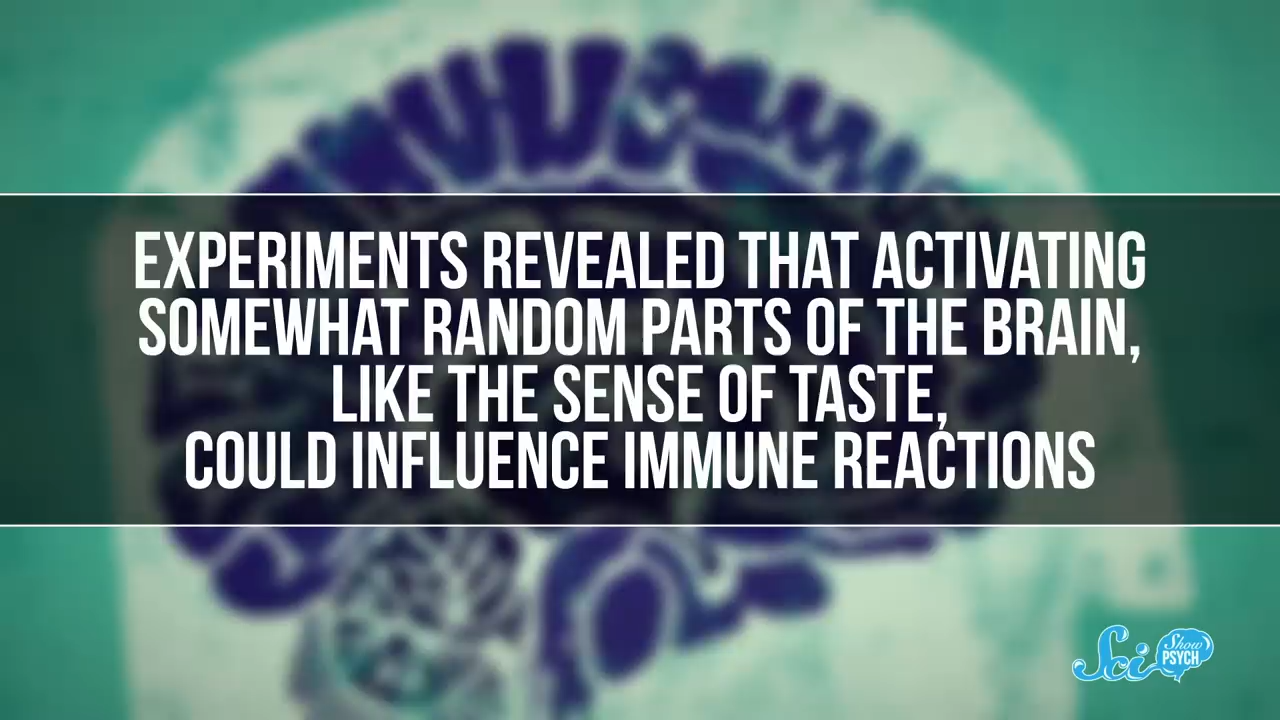 EXPERIMENTS REVEALED THAT ACTIVATING
SOMEWHAT RANDOM PARTS OF THE BRAIN,
LIKE THE SENSE OF TASTE,
COULD INFLUENCE IMMUNE REACTIONS
Sci Show
PSYCH